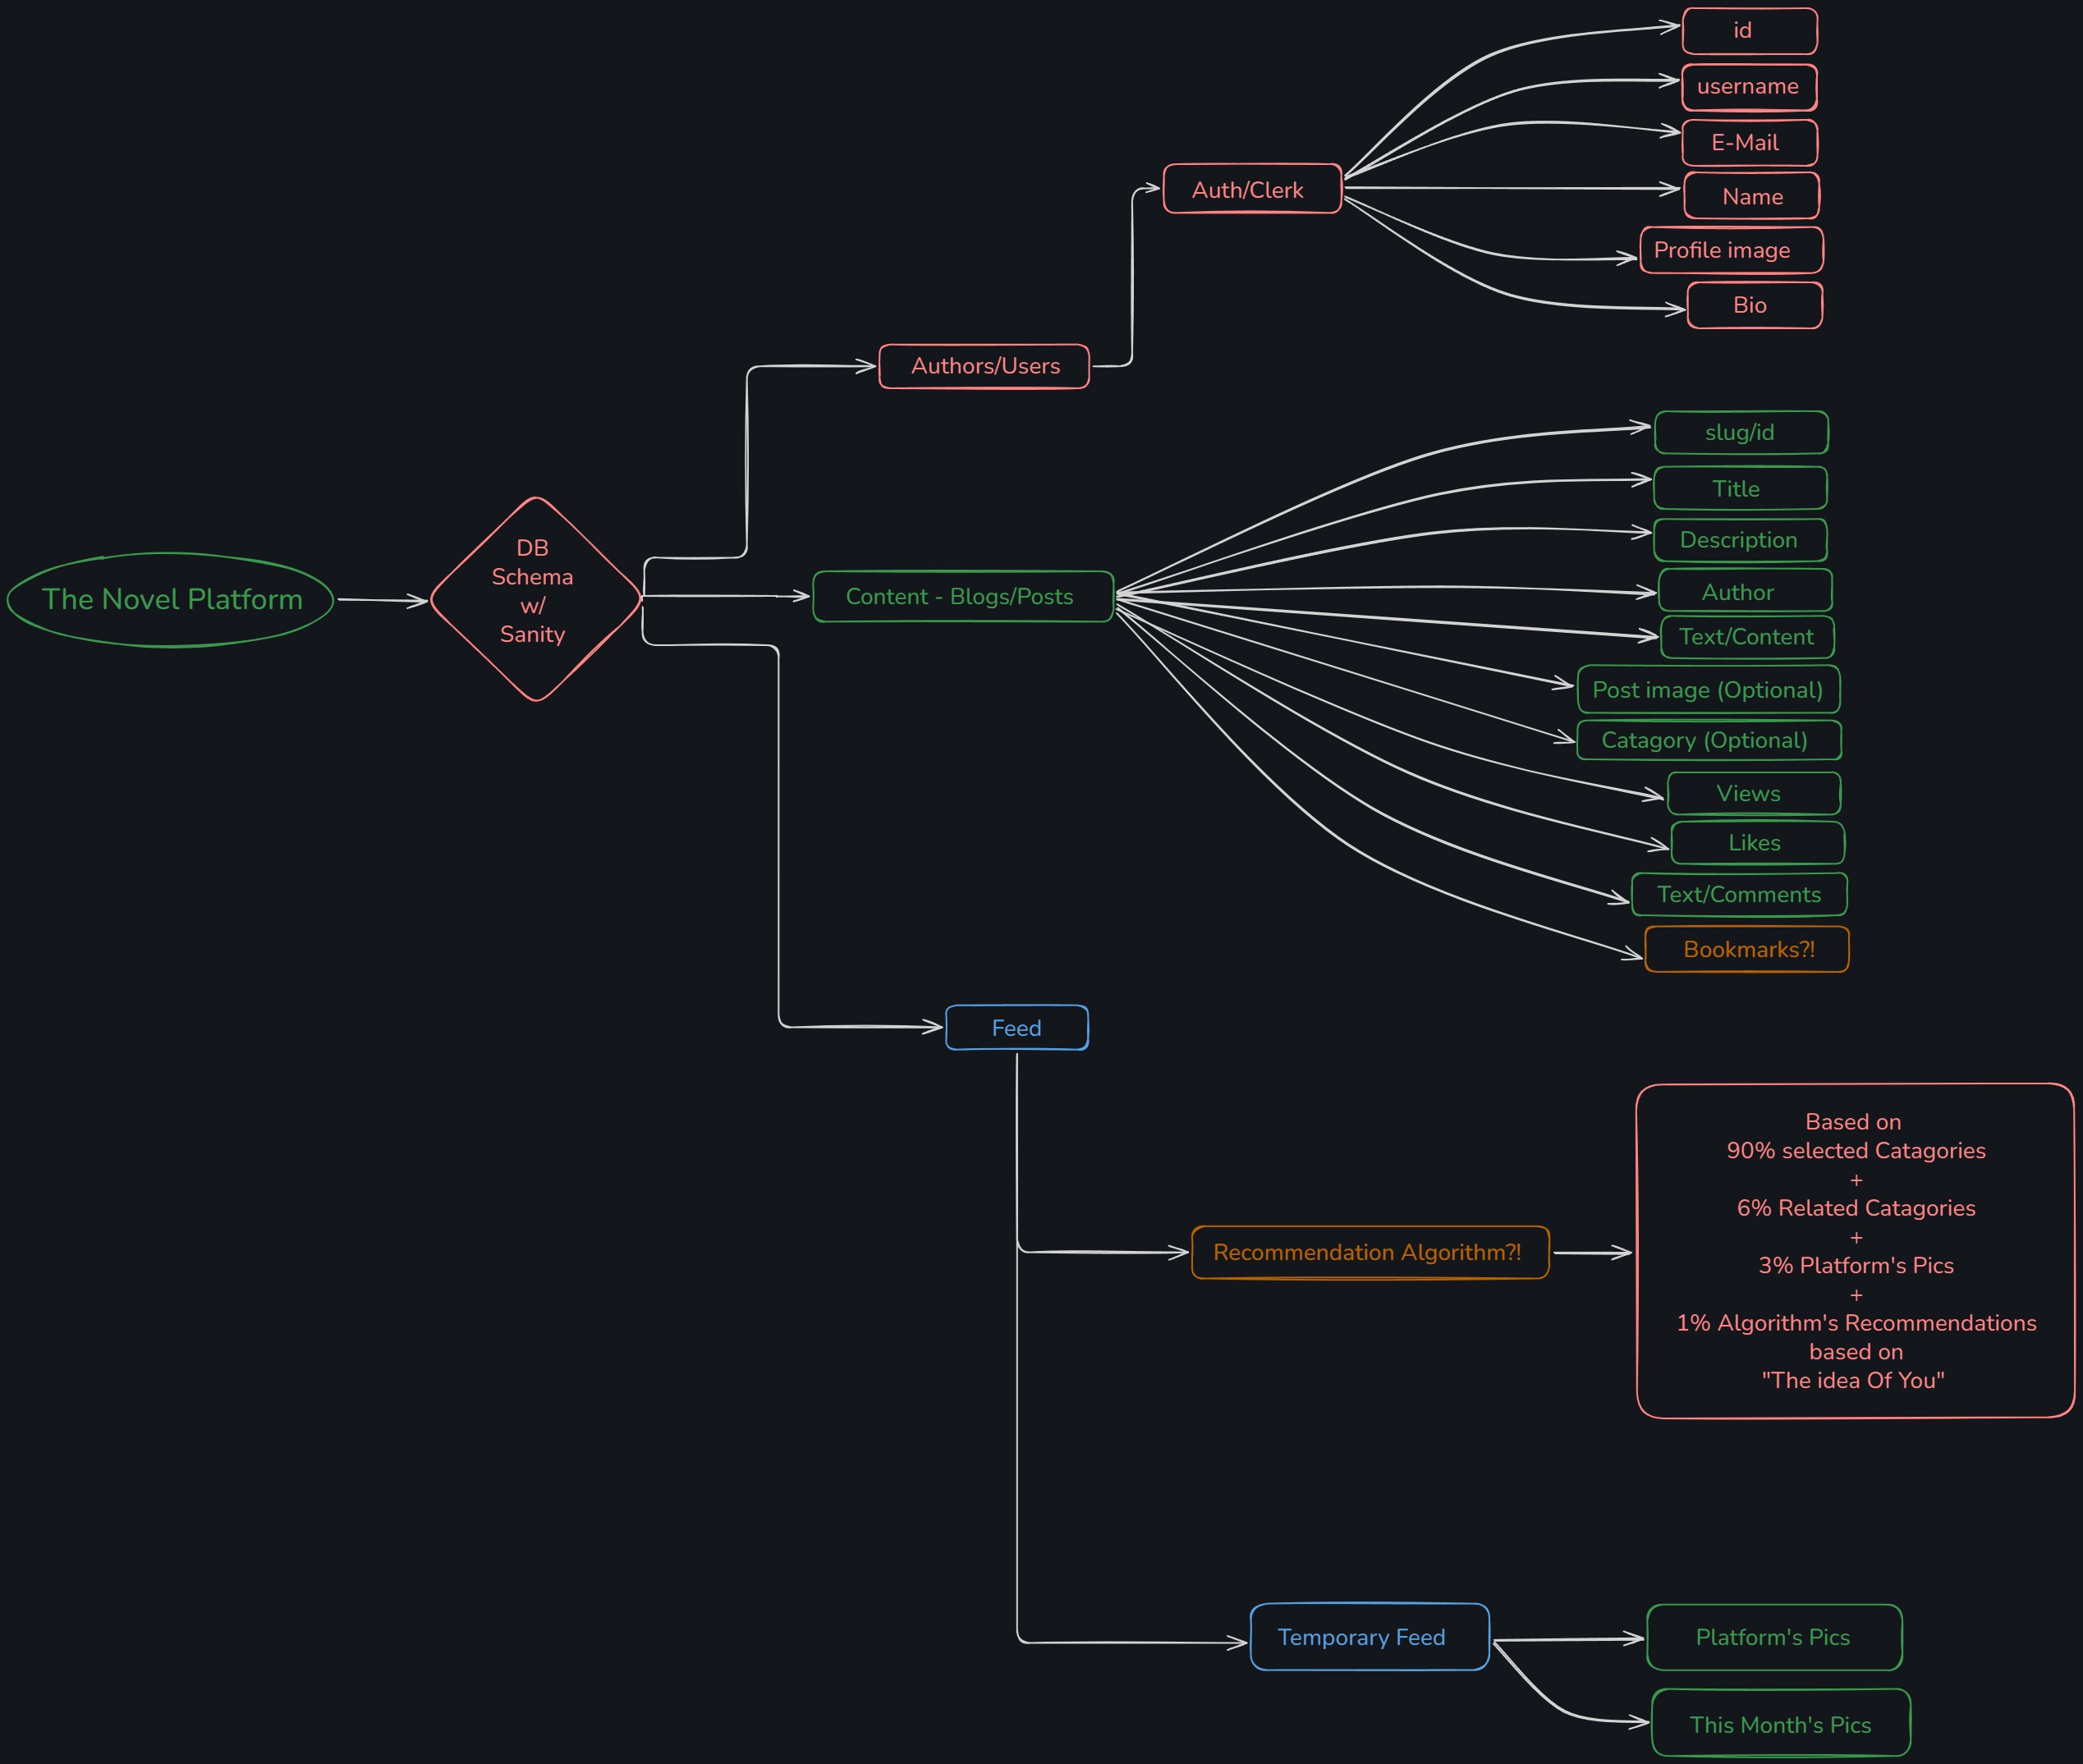 The Novel Platform
DB
Schema
w/
Sanity
Authors/Users
Auth/Clerk
id
username
E-Mail
Name
Profile image
Bio
Content - Blogs/Posts
slug/id
Title
Description
Author
Text/Content
Post image (Optional)
Catagory (Optional)
Views
Likes
Text/Comments
Bookmarks?!
Feed
Recommendation Algorithm?!
Based on
90% selected Catagories
+
6% Related Catagories
+
3% Platform's Pics
+
1% Algorithm's Recommendations
based on
"The idea Of You"
Temporary Feed
Platform's Pics
This Month's Pics